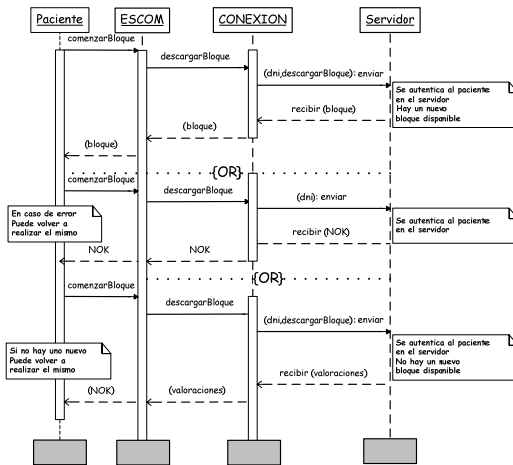 Paciente
ESCOM
CONEXION
Servidor
comenzarBloque
descargarBloque
(dni,descargarBloque): enviar
Se autentica al paciente
en el servidor
Hay un nuevo
bloque disponible
recibir (bloque)
(bloque)
(bloque)
{OR}
comenzarBloque
descargarBloque
(dni): enviar
En caso de error
Puede volver a
realizar el mismo
Se autentica al paciente
en el servidor
recibir (NOK)
NOK
NOK
{OR}
comenzarBloque
descargarBloque
(dni,descargarBloque): enviar
Si no hay uno nuevo
Puede volver a
realizar el mismo
Se autentica al paciente
en el servidor
No hay un nuevo
bloque disponible
recibir (valoraciones)
(NOK)
(valoraciones)